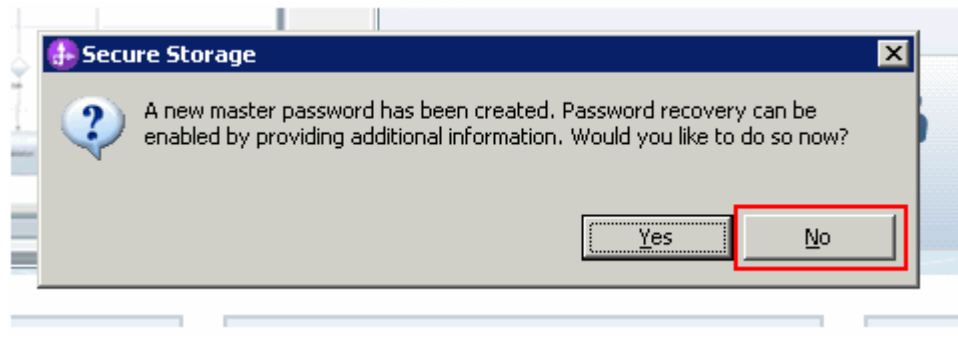 Secure Storage
A new master password has been created. Password recovery can be
enabled by providing additional information. Would you like to do so now?
Yes
No